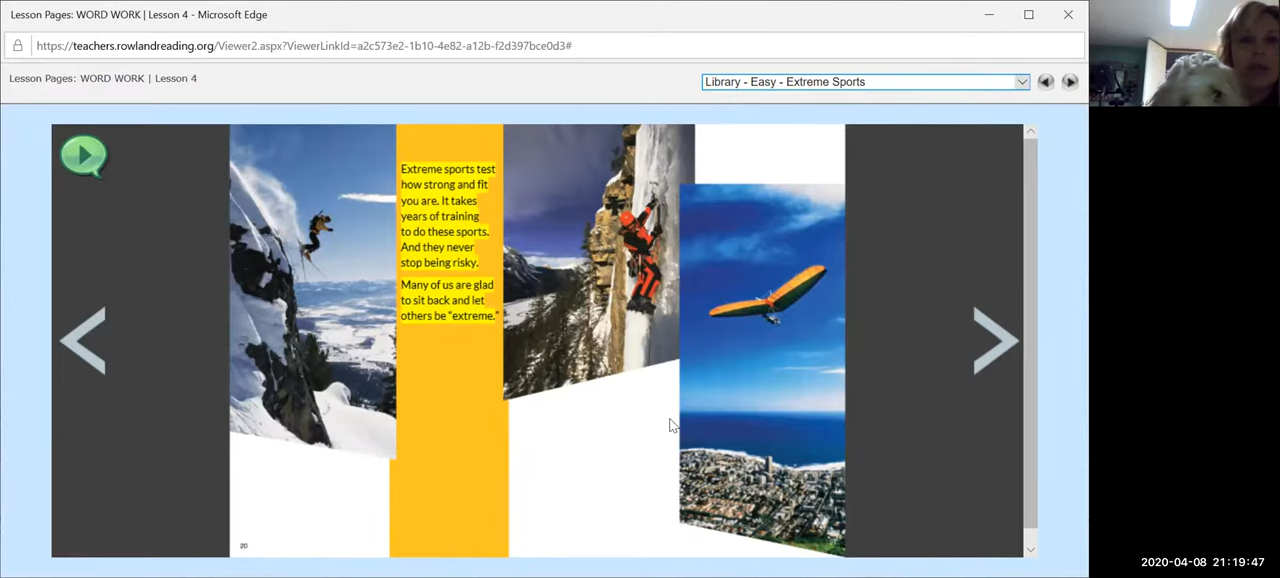 Lesson Pages: WORD WORK | Lesson 4 - Microsoft Edge
https://teachers.rowlandreading.org/Viewer2.aspx?ViewerLinkId=a2c573e2-1b10-4e82-a12b-f2d397bce0d3#
Lesson Pages: WORD WORK | Lesson 4
Library - Easy - Extreme Sports
Extreme sports test
how strong and fit
you are. It takes
years of training
to do these sports.
And they never
stop being risky.
Many of us are glad
to sit back and let
others be “extreme.”
20
2020-04-08 21:19:47